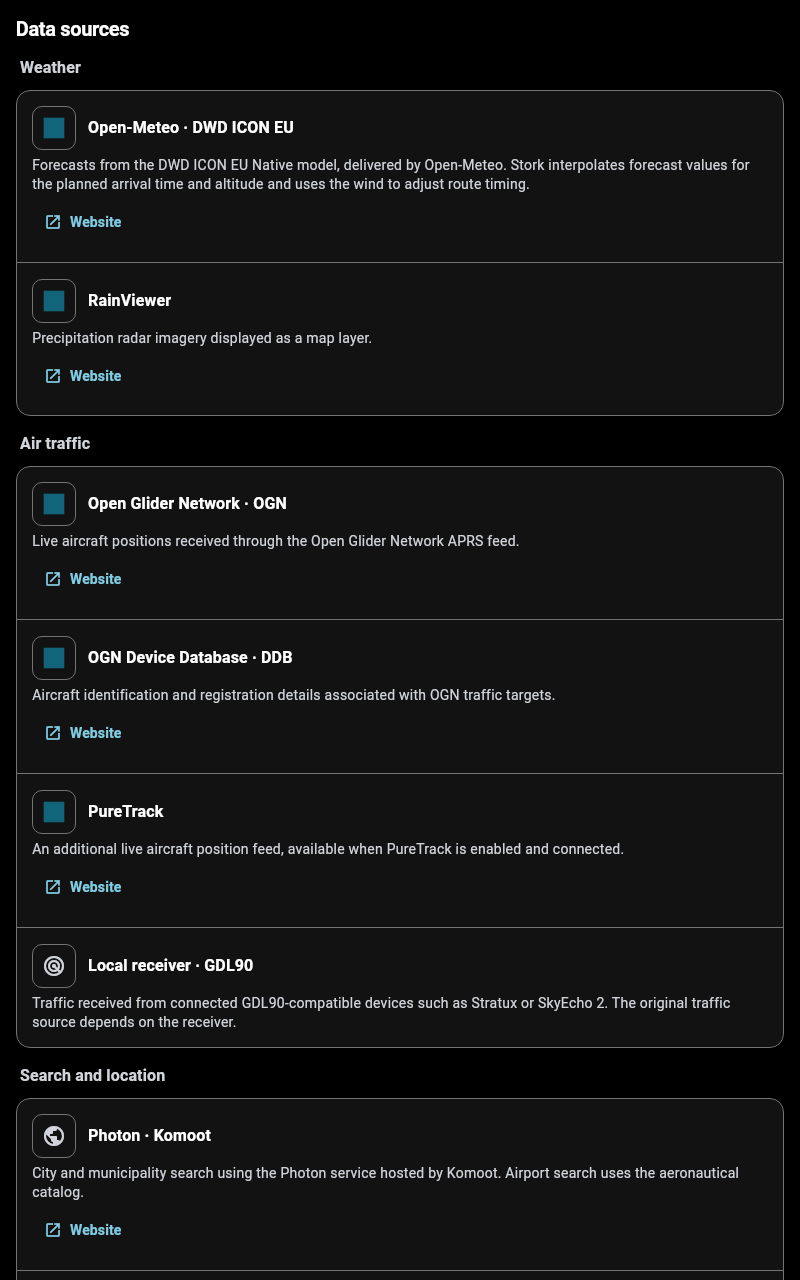 Data sources
Weather
Open-Meteo · DWD ICON EU
Forecasts from the DWD ICON EU Native model, delivered by Open-Meteo. Stork interpolates forecast values for
the planned arrival time and altitude and uses the wind to adjust route timing.
Website
RainViewer
Precipitation radar imagery displayed as a map layer.
Website
Air traffic
Open Glider Network · OGN
Live aircraft positions received through the Open Glider Network APRS feed.
Website
OGN Device Database · DDB
Aircraft identification and registration details associated with OGN traffic targets.
Website
PureTrack
An additional live aircraft position feed, available when PureTrack is enabled and connected.
Website
Local receiver · GDL90
Traffic received from connected GDL90-compatible devices such as Stratux or SkyEcho 2. The original traffic
source depends on the receiver.
Search and location
Photon · Komoot
City and municipality search using the Photon service hosted by Komoot. Airport search uses the aeronautical
catalog.
Website